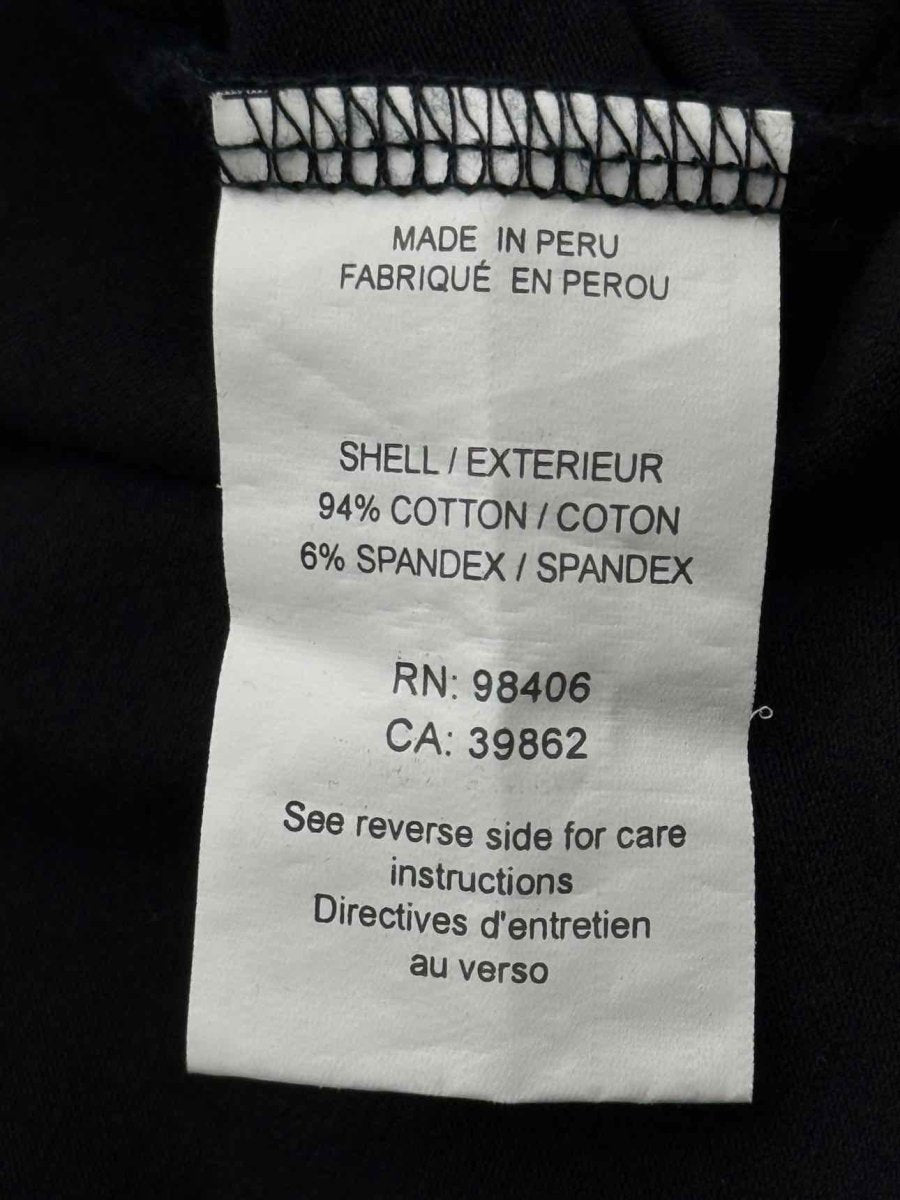 MADE IN PERU
FABRIQUÉ EN PEROU
SHELL / EXTERIEUR
94% COTTON / COTON
6% SPANDEX / SPANDEX
RN: 98406
CA: 39862
See reverse side for care
instructions
Directives d'entretien
au verso